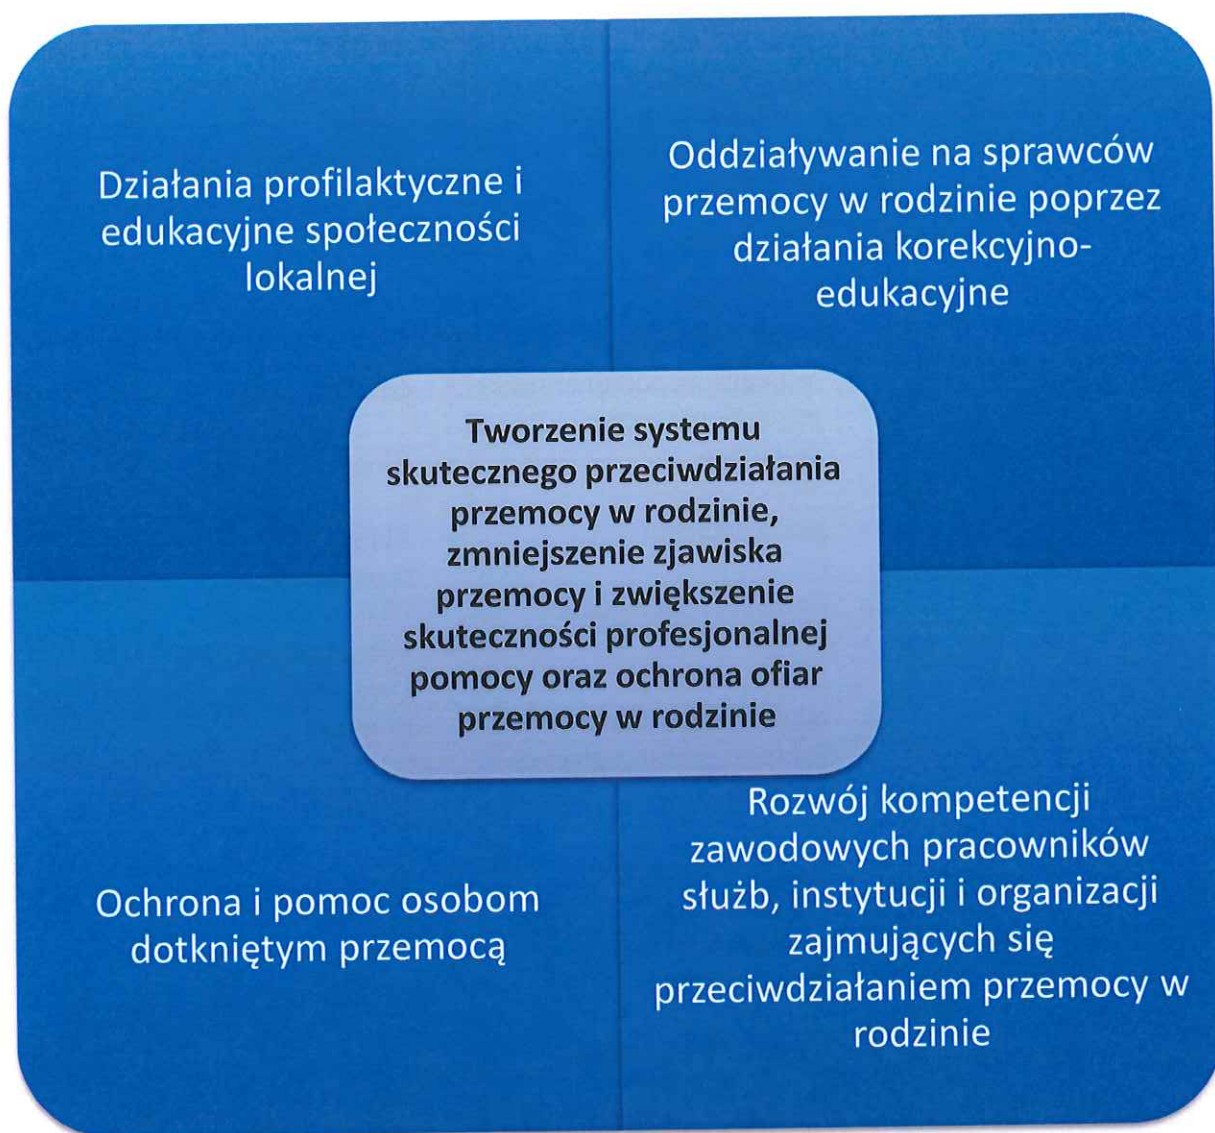 Działania profilaktyczne i
edukacyjne społeczności
lokalnej
Oddziaływanie na sprawców
przemocy w rodzinie poprzez
działania korekcyjno-
edukacyjne
Tworzenie systemu
skutecznego przeciwdziałania
przemocy w rodzinie,
zmniejszenie zjawiska
przemocy i zwiększenie
skuteczności profesjonalnej
pomocy oraz ochrona ofiar
przemocy w rodzinie
Ochrona i pomoc osobom
dotkniętym przemocą
Rozwój kompetencji
zawodowych pracowników
służb, instytucji i organizacji
zajmujących się
przeciwdziałaniem przemocy w
rodzinie